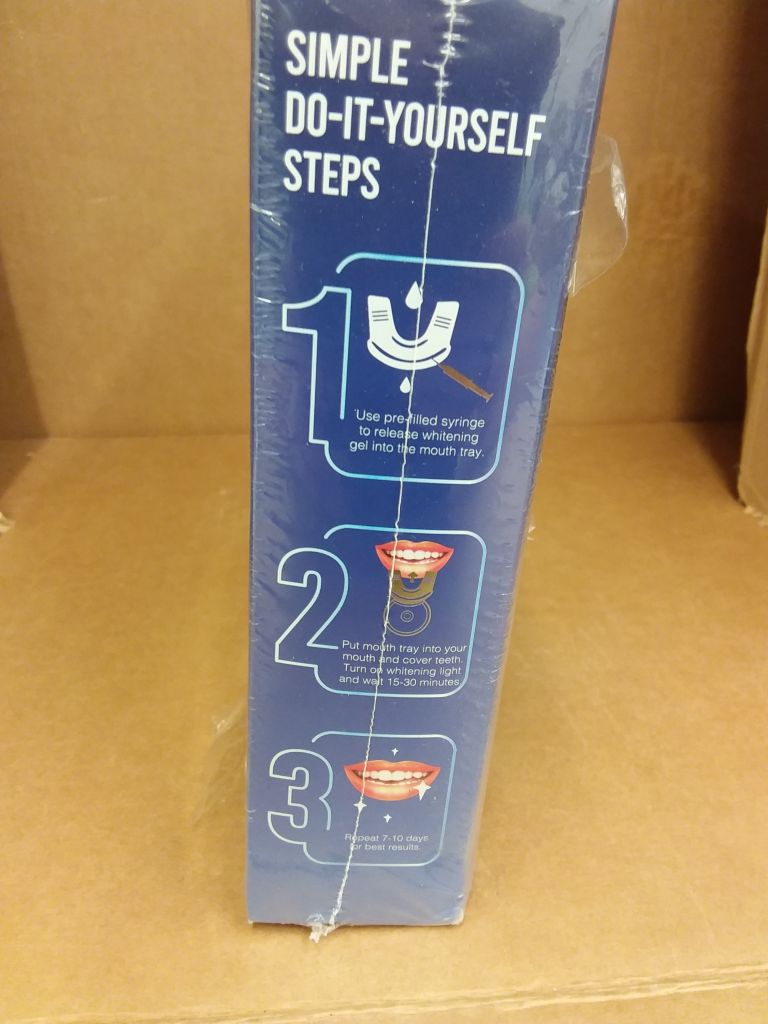 SIMPLE
DO-IT-YOURSELF
STEPS
1
Use pre-filled syringe
to release whitening
gel into the mouth tray.
2
Put mouth tray into your
mouth and cover teeth.
Turn on whitening light
and wait 15-30 minutes.
3
Repeat 7-10 days
for best results.